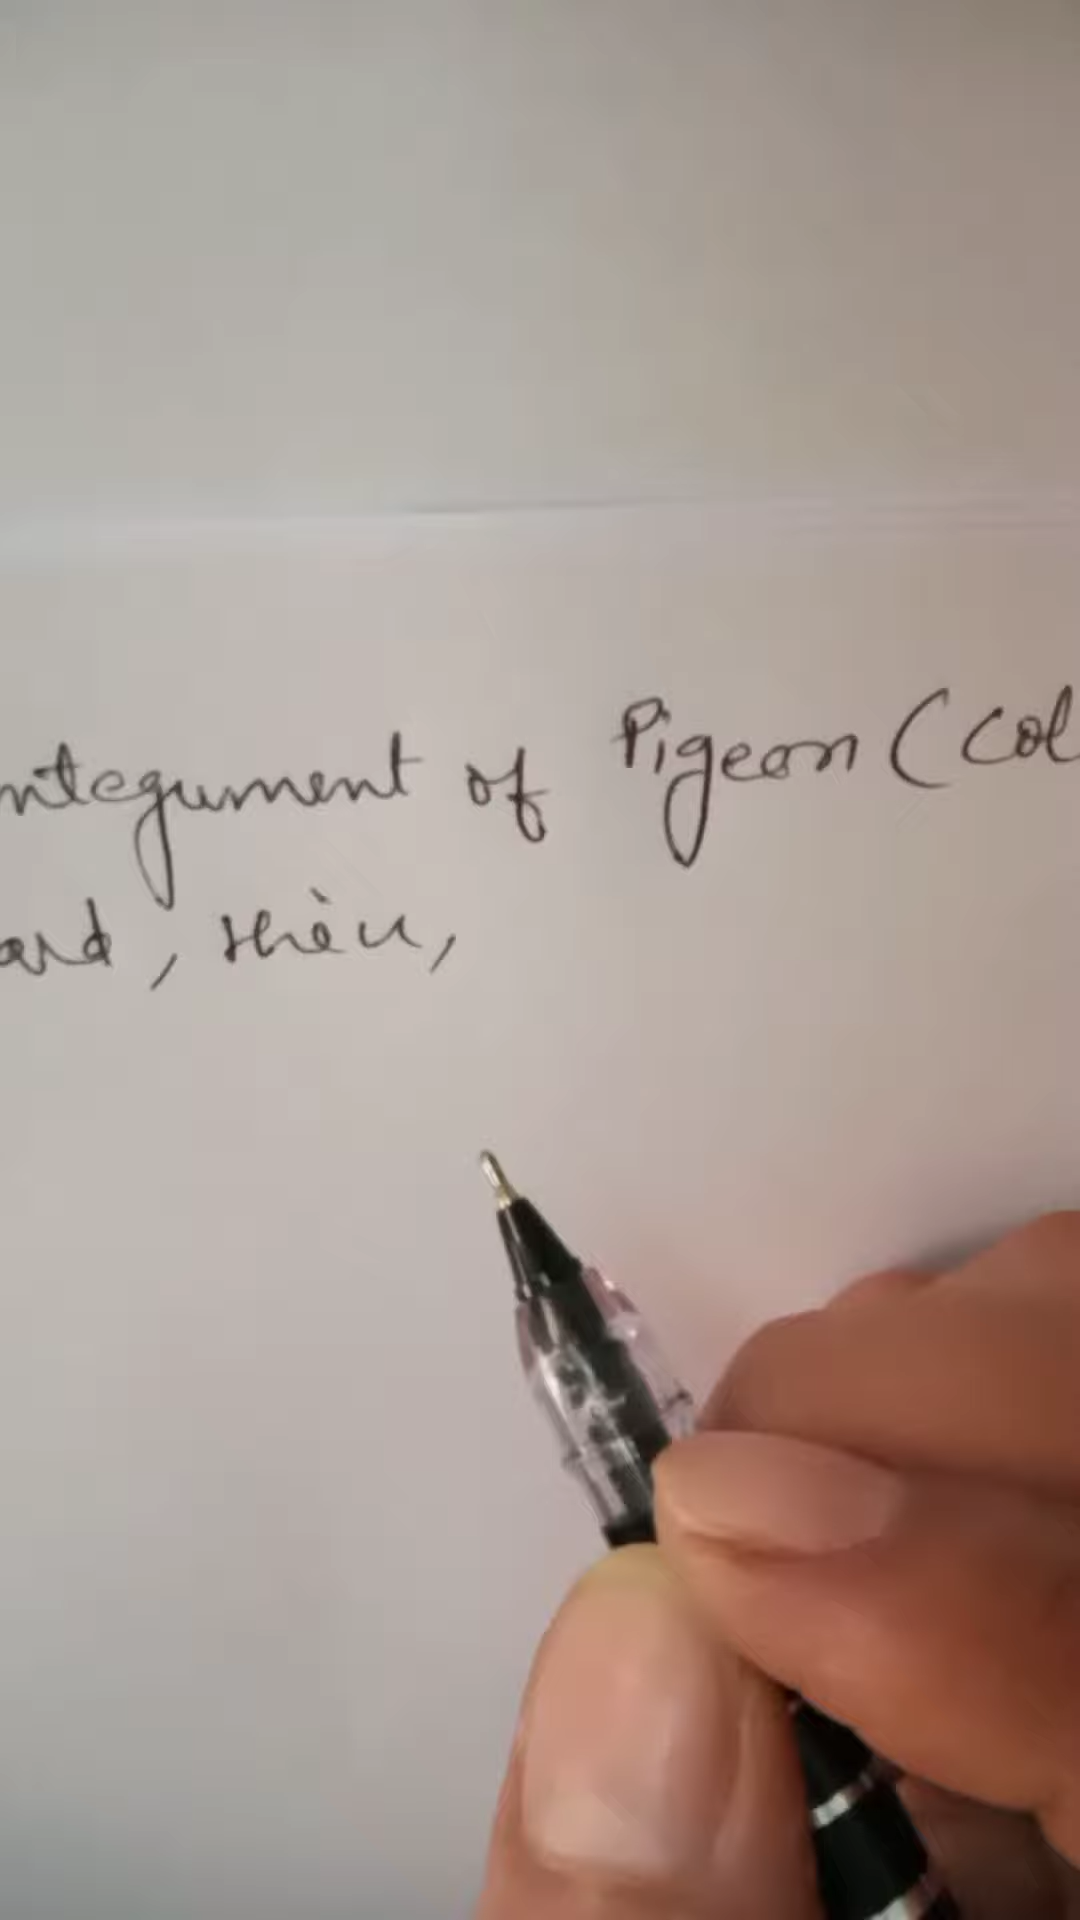 ntegument of Pigeon (Col
ard, thin,